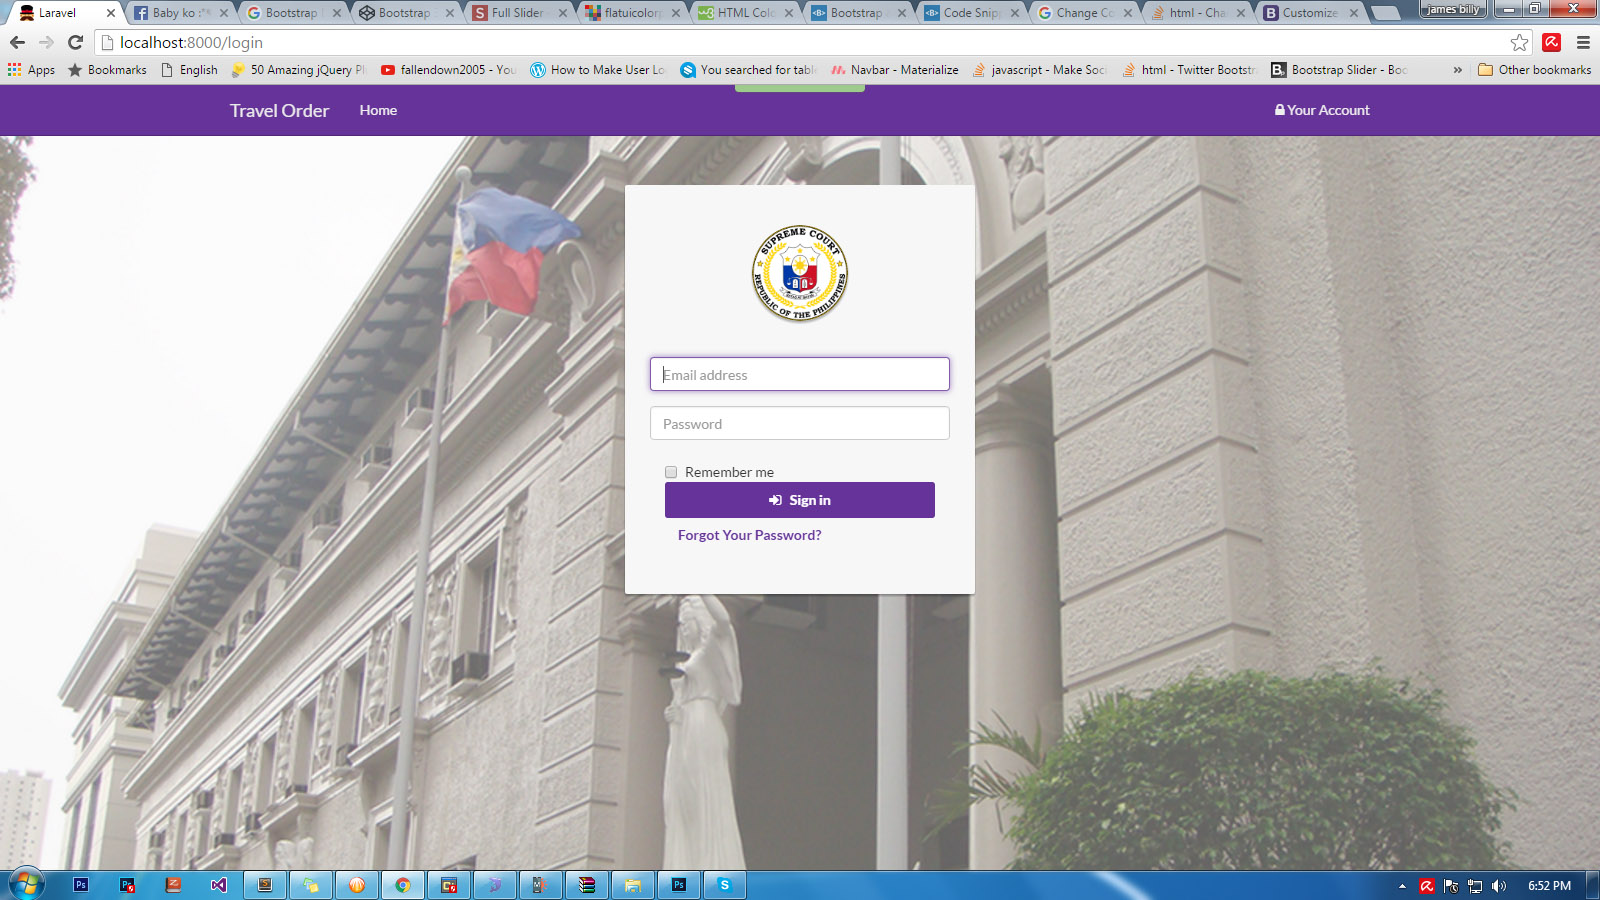 Laravel
Baby ko :*
Bootstrap
Bootstrap
Full Slider
flatuicolor
HTML Col
Bootstrap
Code Snip
Change Co
html - Cha
Customize
james billy
localhost:8000/login
Apps
Bookmarks
English
50 Amazing jQuery Pl
fallendown2005 - You
How to Make User Lo
You searched for table
Navbar - Materialize
javascript - Make Soci
html - Twitter Bootstr
Bootstrap Slider - Boo
»
Other bookmarks
Travel Order
Home
Your Account
SUPREME COURT
REPUBLIC OF THE PHILIPPINES
Email address
Password
Remember me
Sign in
Forgot Your Password?
6:52 PM